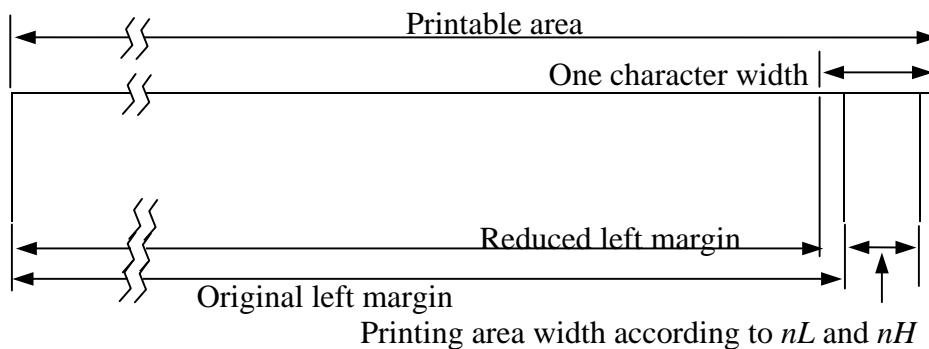 Printable area
One character width
Reduced left margin
Original left margin
Printing area width according to nL and nH